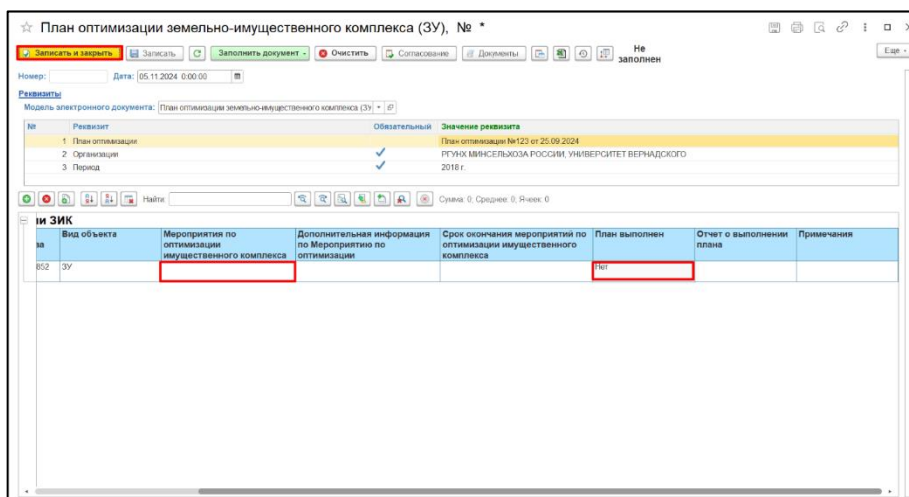 План оптимизации земельно-имущественного комплекса (ЗУ), № *
Записать и закрыть Записать Заполнить документ Очистить Согласование Документы Не заполнен Еще
Номер: Дата: 05.11.2024 0:00:00
Реквизиты
Модель электронного документа: План оптимизации земельно-имущественного комплекса (ЗУ
№ Реквизит Обязательный Значение реквизита
1 План оптимизации План оптимизации №123 от 25.09.2024
2 Организации РГУНХ МИНСЕЛЬХОЗА РОССИИ, УНИВЕРСИТЕТ ВЕРНАДСКОГО
3 Период 2018 г.
Найти: Сумма: 0; Среднее: 0; Ячеек: 0
ии ЗИК
ва Вид объекта Мероприятия по оптимизации имущественного комплекса Дополнительная информация по Мероприятию по оптимизации Срок окончания мероприятий по оптимизации имущественного комплекса План выполнен Отчет о выполнении плана Примечания
852 ЗУ Нет